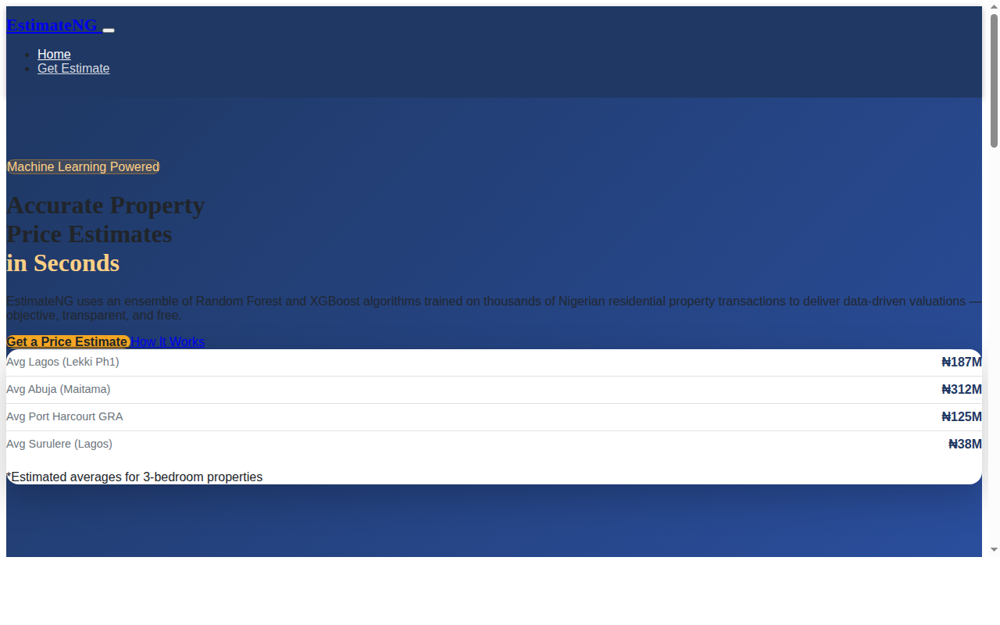 EstimateNG
Home
Get Estimate
Machine Learning Powered
Accurate Property
Price Estimates
in Seconds
EstimateNG uses an ensemble of Random Forest and XGBoost algorithms trained on thousands of Nigerian residential property transactions to deliver data-driven valuations —
objective, transparent, and free.
Get a Price Estimate How It Works
Avg Lagos (Lekki Ph1) ₦187M
Avg Abuja (Maitama) ₦312M
Avg Port Harcourt GRA ₦125M
Avg Surulere (Lagos) ₦38M
*Estimated averages for 3-bedroom properties